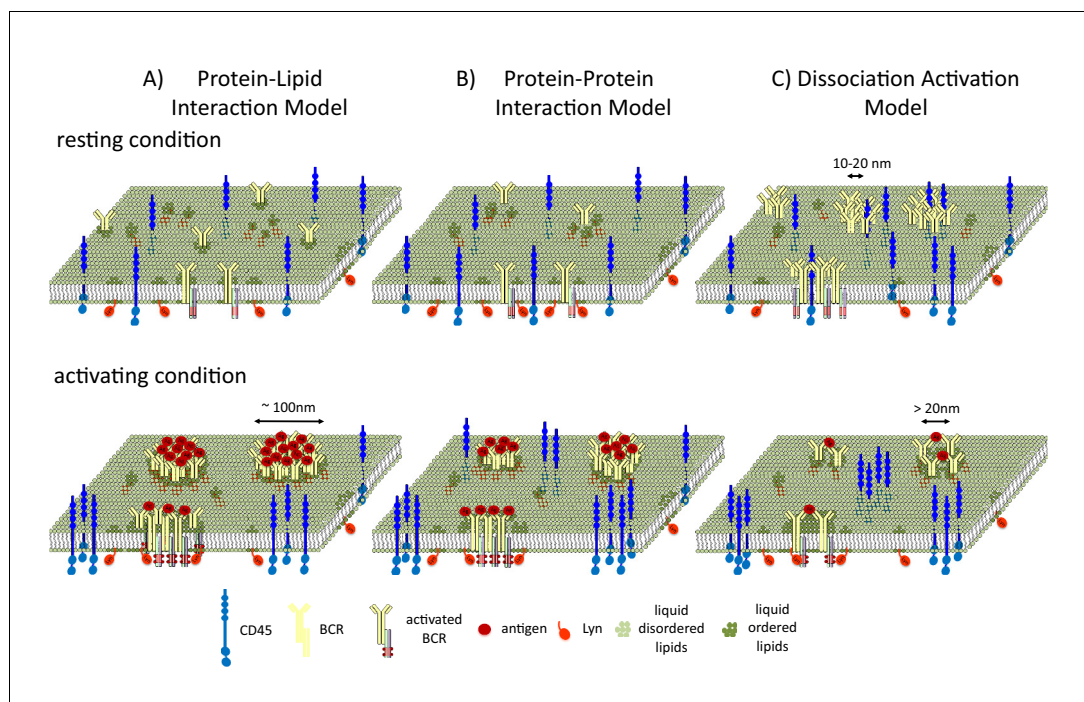 A) Protein-Lipid
Interaction Model
B) Protein-Protein
Interaction Model
C) Dissociation Activation
Model
resting condition
10-20 nm
activating condition
~ 100nm
> 20nm
CD45
BCR
activated
BCR
antigen
Lyn
liquid
disordered
lipids
liquid
ordered
lipids